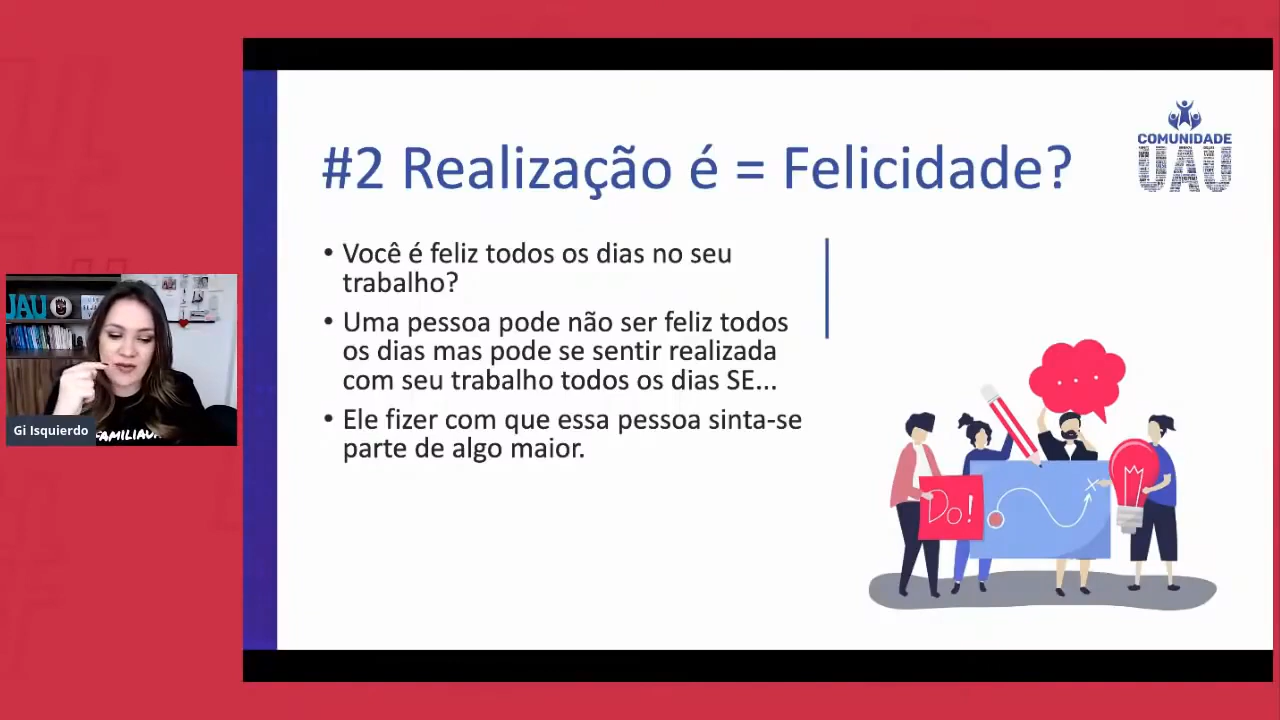 #2 Realização é = Felicidade?
COMUNIDADE
UAU
• Você é feliz todos os dias no seu
trabalho?
• Uma pessoa pode não ser feliz todos
os dias mas pode se sentir realizada
com seu trabalho todos os dias SE...
• Ele fizer com que essa pessoa sinta-se
parte de algo maior.
Do!
UAU
Gi Isquierdo